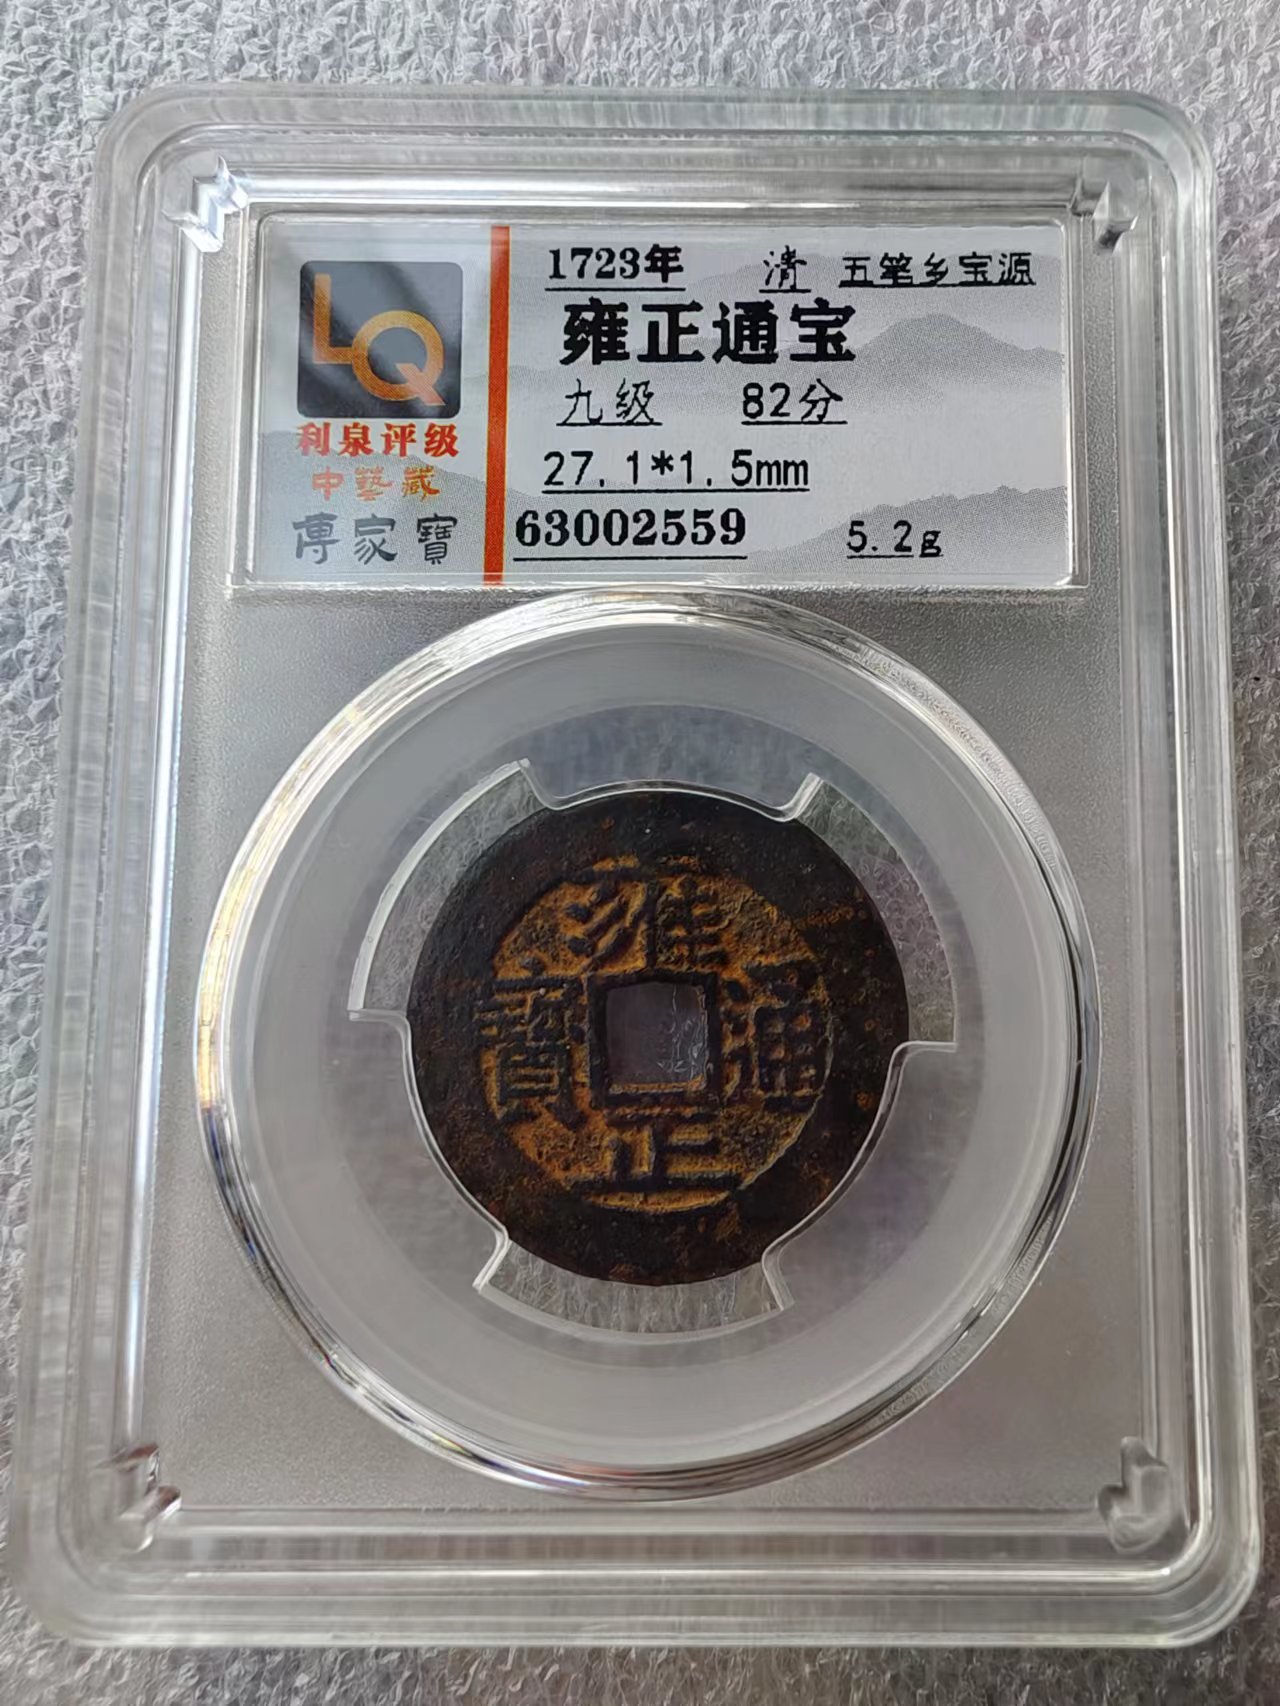 LQ
利泉评级
中藝藏
傳家寶
1723年 清 五笔乡宝源
雍正通宝
九级 82分
27.1*1.5mm
63002559 5.2g
雍
寶 通
正